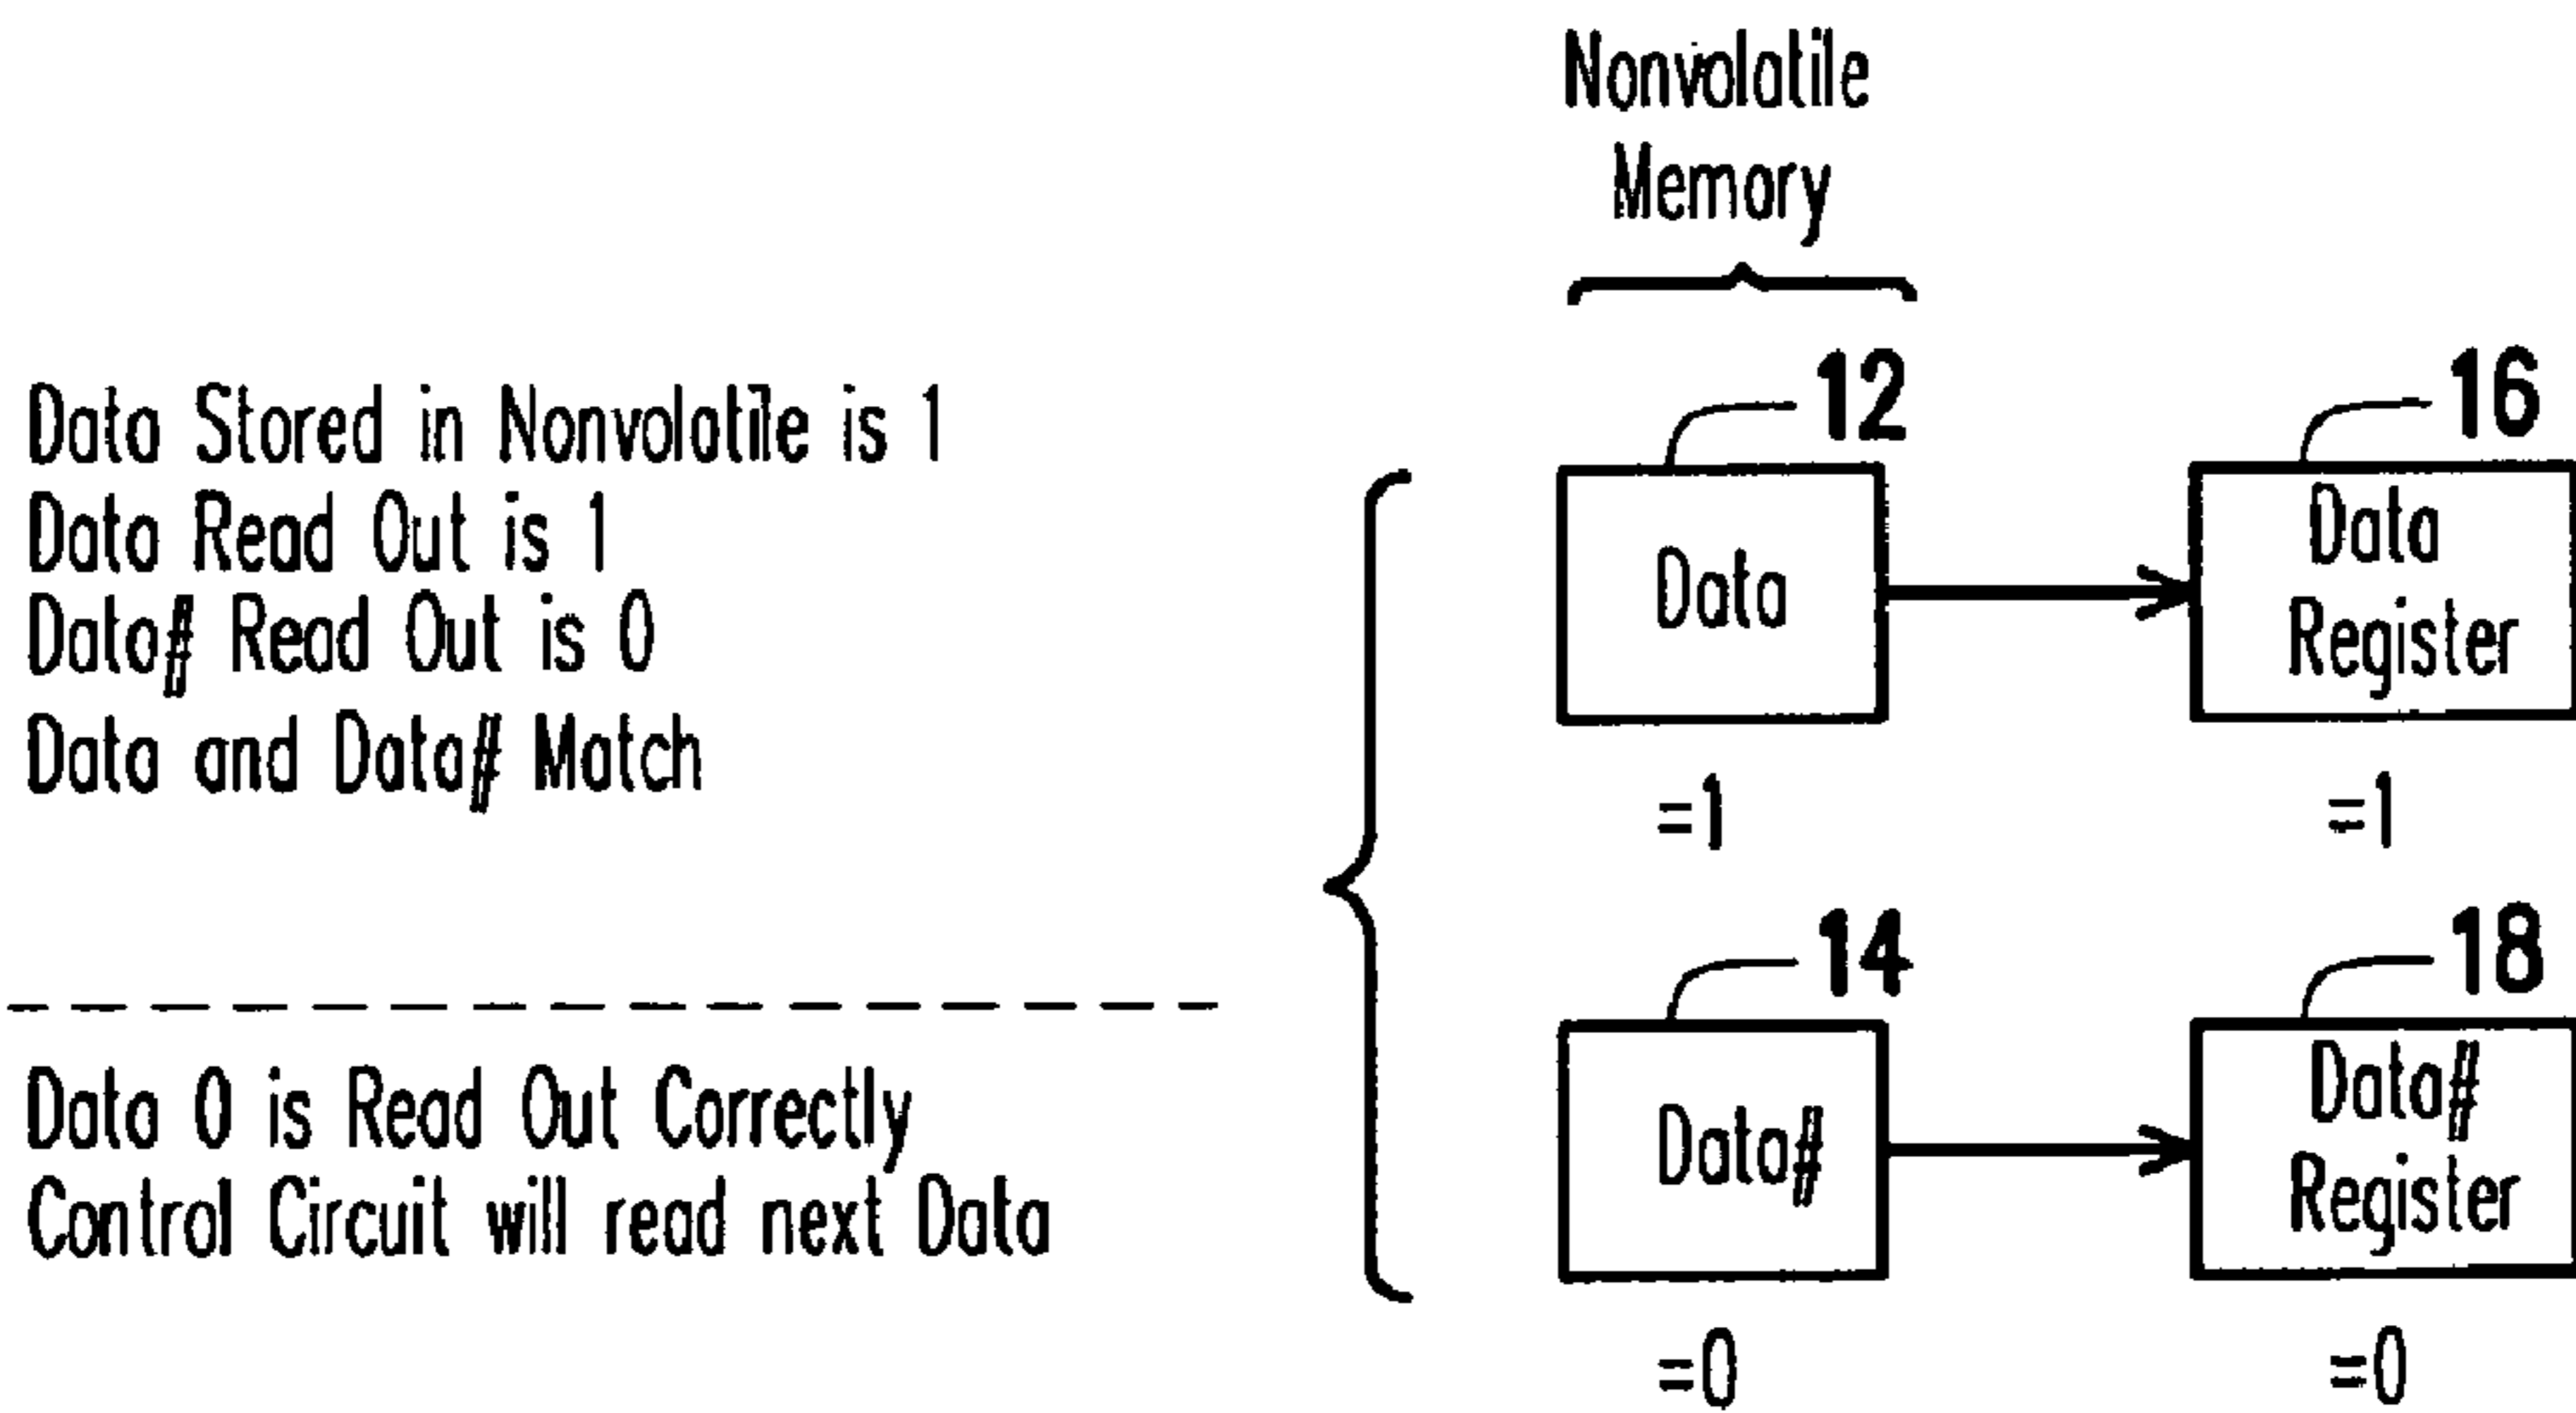 Nonvolatile
Memory
Data Stored in Nonvolatile is 1
Data Read Out is 1
Data# Read Out is 0
Data and Data# Match
12
16
Data
Data
Register
=1
=1
14
18
Data 0 is Read Out Correctly
Control Circuit will read next Data
Data#
Data#
Register
=0
=0